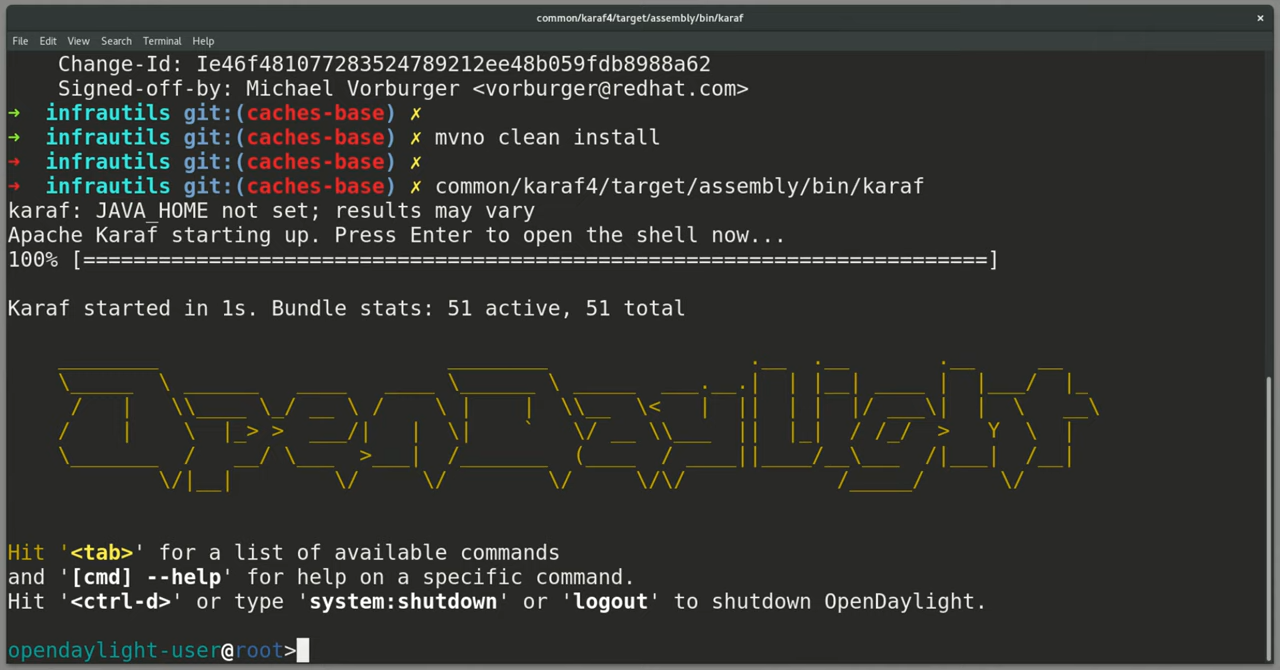 common/karaf4/target/assembly/bin/karaf
File Edit View Search Terminal Help
Change-Id: Ie46f481077283524789212ee48b059fdb8988a62
Signed-off-by: Michael Vorburger <vorburger@redhat.com>
➜ infrautils git:(caches-base) ✗
➜ infrautils git:(caches-base) ✗ mvno clean install
➜ infrautils git:(caches-base) ✗
➜ infrautils git:(caches-base) ✗ common/karaf4/target/assembly/bin/karaf
karaf: JAVA_HOME not set; results may vary
Apache Karaf starting up. Press Enter to open the shell now...
100% [========================================================================]
Karaf started in 1s. Bundle stats: 51 active, 51 total
OpenDaylight
Hit '<tab>' for a list of available commands
and '[cmd] --help' for help on a specific command.
Hit '<ctrl-d>' or type 'system:shutdown' or 'logout' to shutdown OpenDaylight.
opendaylight-user@root>